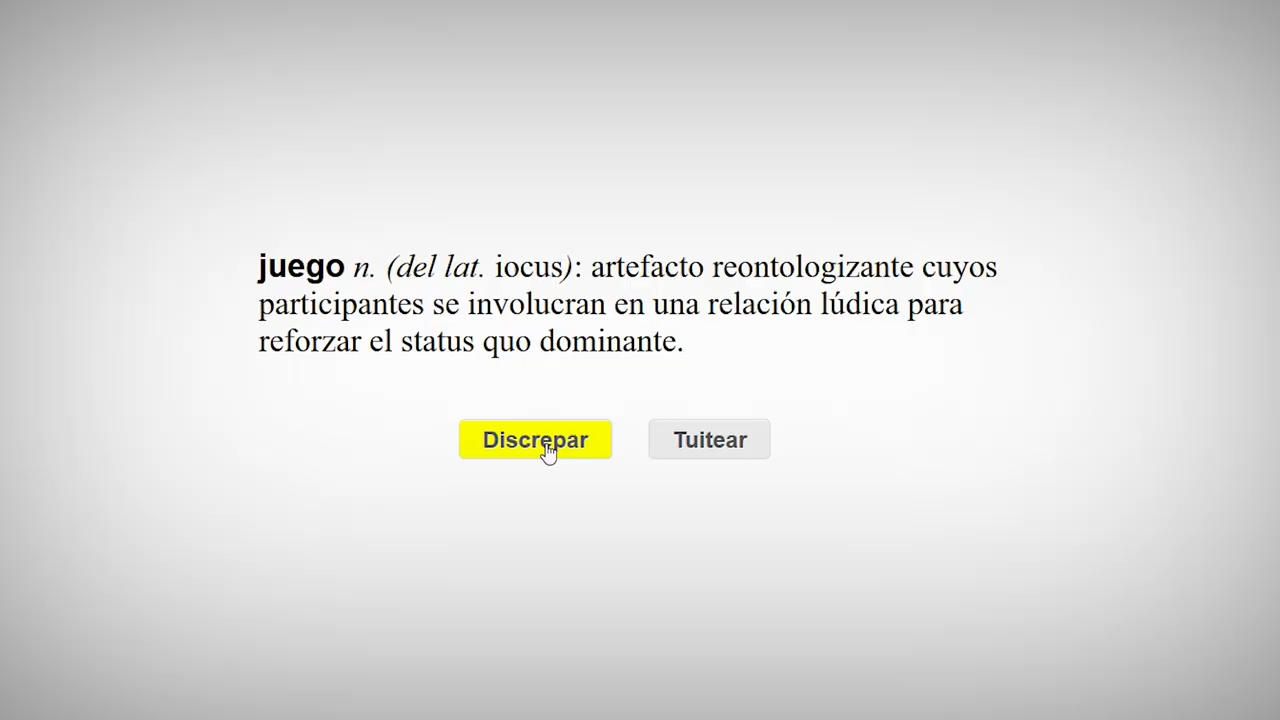 juego n. (del lat. iocus): artefacto reontologizante cuyos
participantes se involucran en una relación lúdica para
reforzar el status quo dominante.
Discrepar
Tuitear